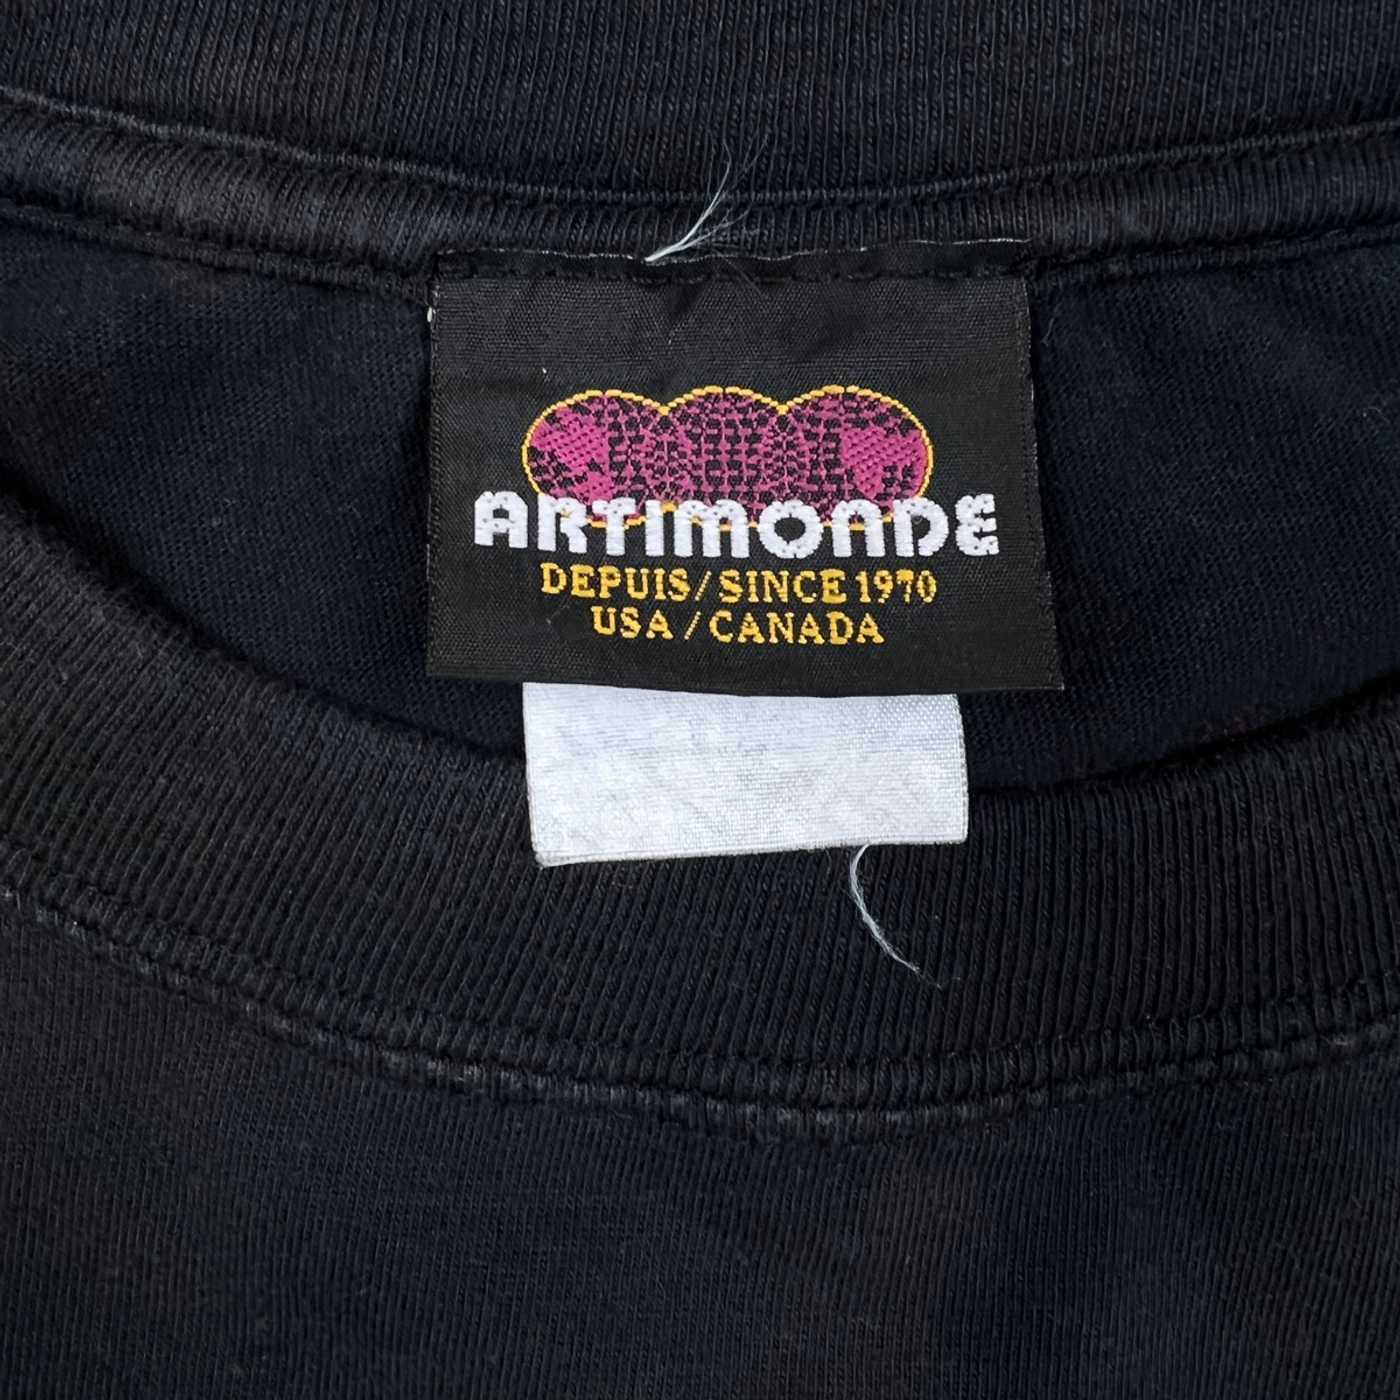 ARTIMONDE
DEPUIS/SINCE 1970
USA/CANADA